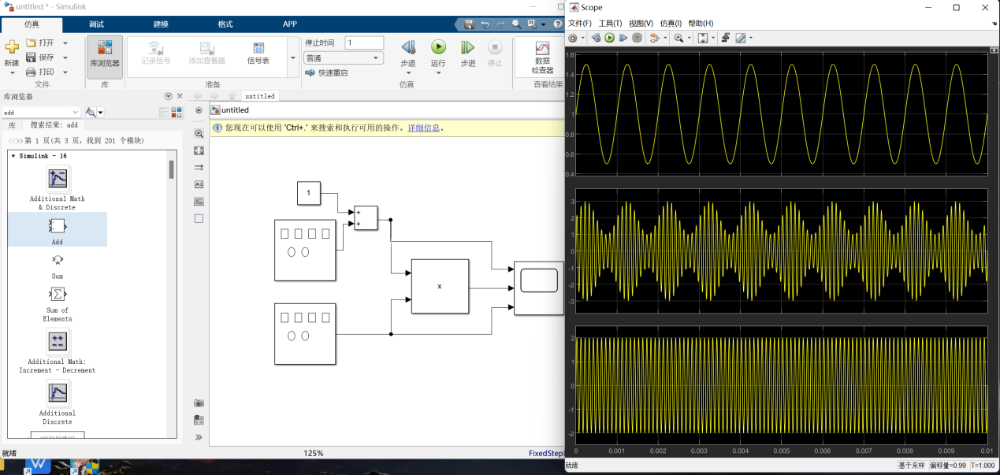 untitled * - Simulink
仿真 调试 建模 格式 APP
新建
打开
保存
打印
文件
库浏览器
库
记录信号
添加查看器
信号表
准备
停止时间 1
普通
快速重启
步退
运行
步进
停止
仿真
数据
检查器
查看结果
库浏览器
add
库 搜索结果: add
<<>>第 1 页(共 3 页, 找到 201 个模块)
Simulink - 16
Additional Math
& Discrete
Add
Sum
Sum of
Elements
Additional Math:
Increment - Decrement
Additional
Discrete
untitled
untitled
您现在可以使用 'Ctrl+.' 来搜索和执行可用的操作。详细信息。
1
+
+
x
就绪
125%
FixedStep
Scope
文件(F) 工具(T) 视图(V) 仿真(I) 帮助(H)
1.6
1.4
1.2
1
0.8
0.6
0.4
3
2
1
0
-1
-2
-3
2
1
0
-1
-2
0 0.001 0.002 0.003 0.004 0.005 0.006 0.007 0.008 0.009 0.01
就绪
基于采样 偏移量=0.99 T=1.000